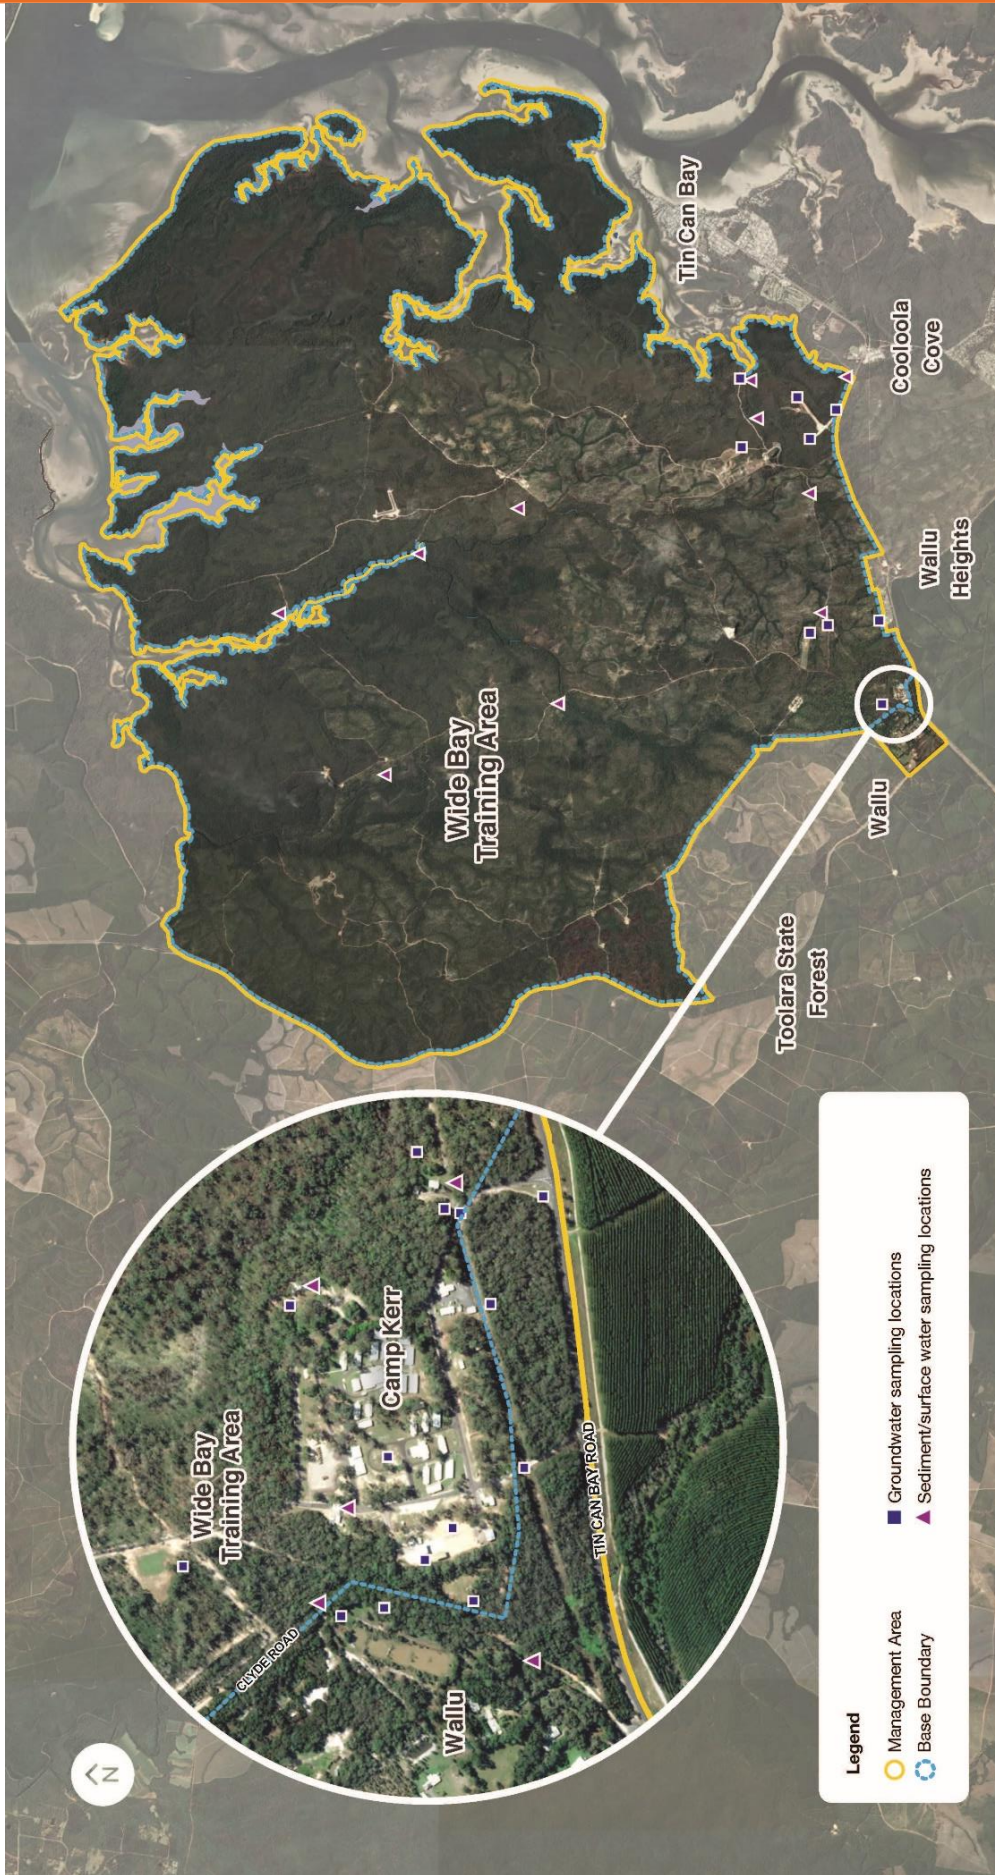 N
Wide Bay
Training Area
CLYDE ROAD
Camp Kerr
Wallu
TIN CAN BAY ROAD
Wide Bay
Training Area
Tin Can Bay
Cooloola
Cove
Wallu
Heights
Wallu
Toolara State
Forest
Legend
Management Area
Base Boundary
Groundwater sampling locations
Sediment/surface water sampling locations